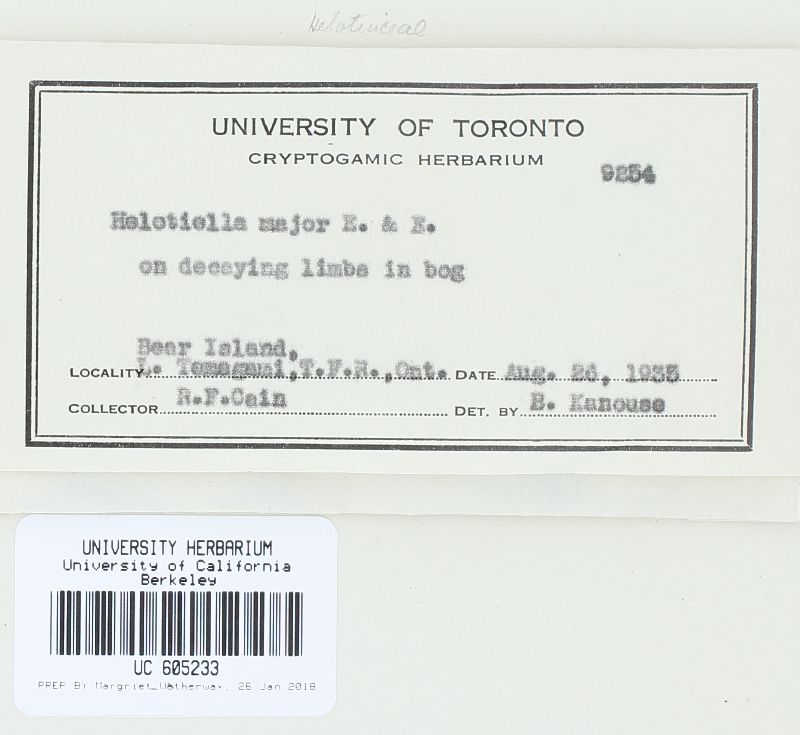 Helotiaceae
UNIVERSITY OF TORONTO
CRYPTOGAMIC HERBARIUM
9254
Helotiella major E. & E.
on decaying limbs in bog
Bear Island,
LOCALITY L. Temagami, T.F.R., Ont. DATE Aug. 26, 1935
COLLECTOR R.F.Cain DET. BY B. Kanouse
UNIVERSITY HERBARIUM
University of California
Berkeley
UC 605233
PREP BY Margriet_Wetherwax, 26 Jan 2018